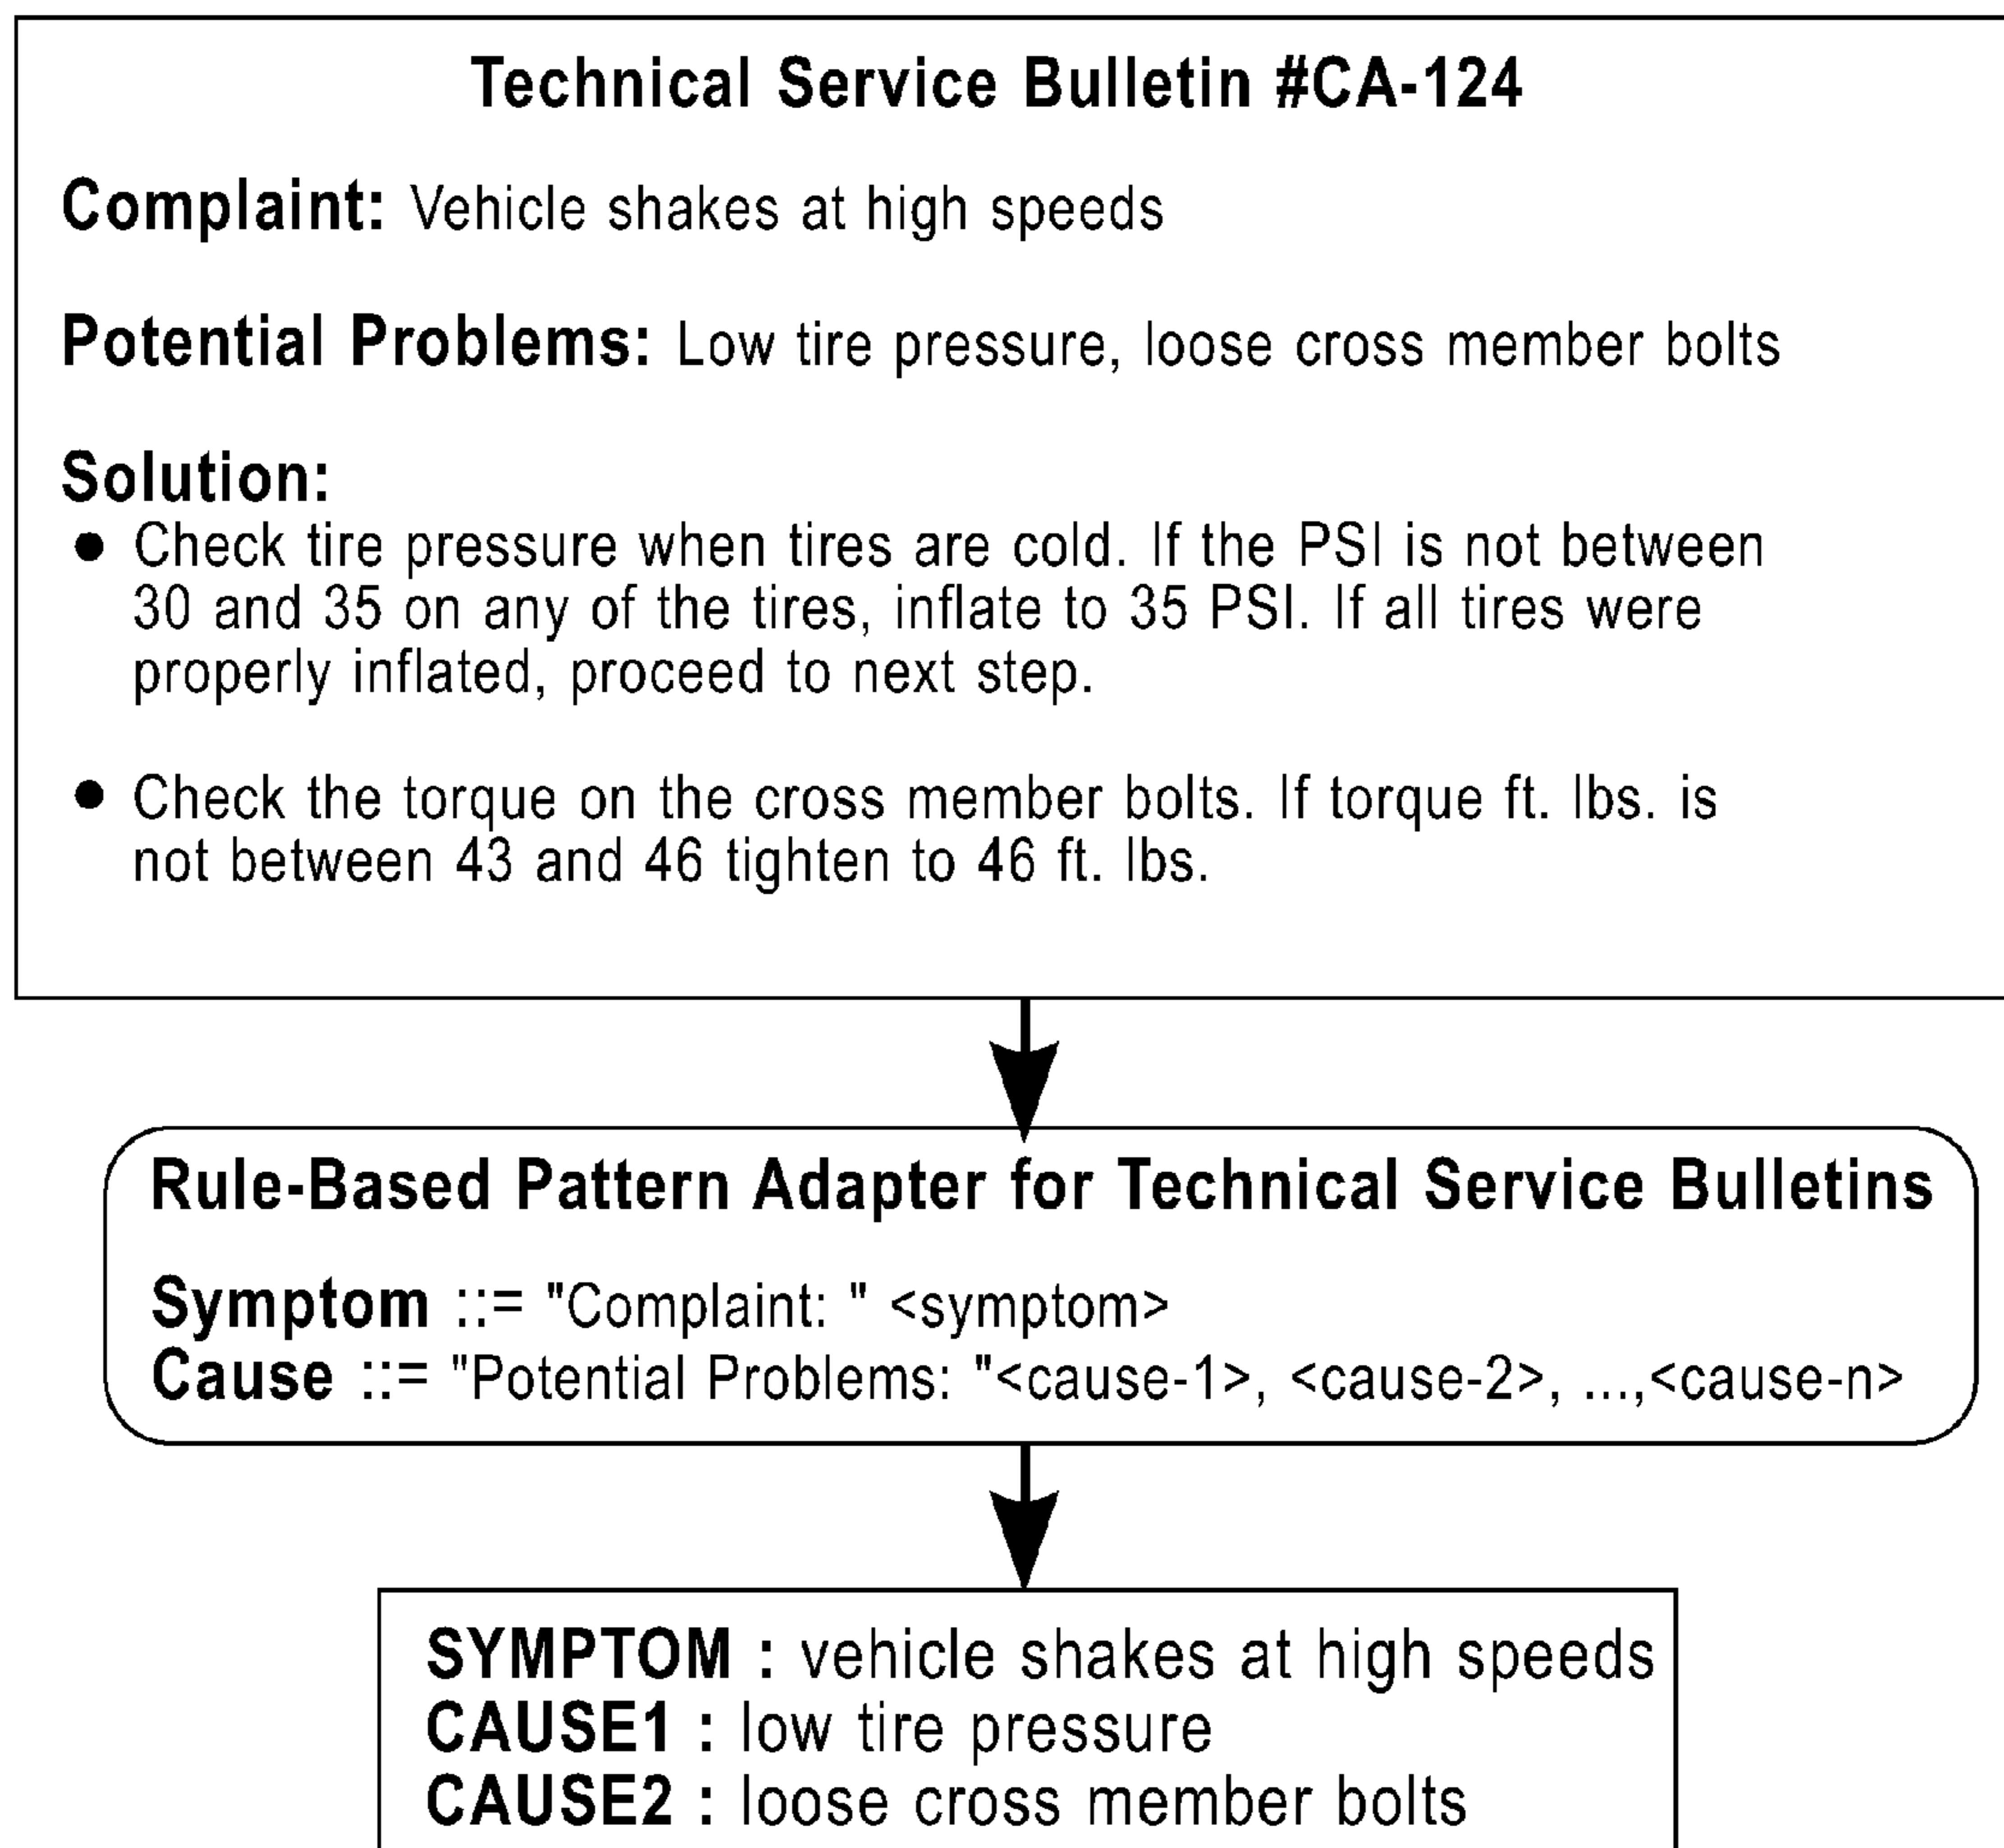 Technical Service Bulletin #CA-124
Complaint: Vehicle shakes at high speeds
Potential Problems: Low tire pressure, loose cross member bolts
Solution:
● Check tire pressure when tires are cold. If the PSI is not between
30 and 35 on any of the tires, inflate to 35 PSI. If all tires were
properly inflated, proceed to next step.
● Check the torque on the cross member bolts. If torque ft. lbs. is
not between 43 and 46 tighten to 46 ft. lbs.
Rule-Based Pattern Adapter for Technical Service Bulletins
Symptom ::= "Complaint: " <symptom>
Cause ::= "Potential Problems: "<cause-1>, <cause-2>, ...,<cause-n>
SYMPTOM : vehicle shakes at high speeds
CAUSE1 : low tire pressure
CAUSE2 : loose cross member bolts